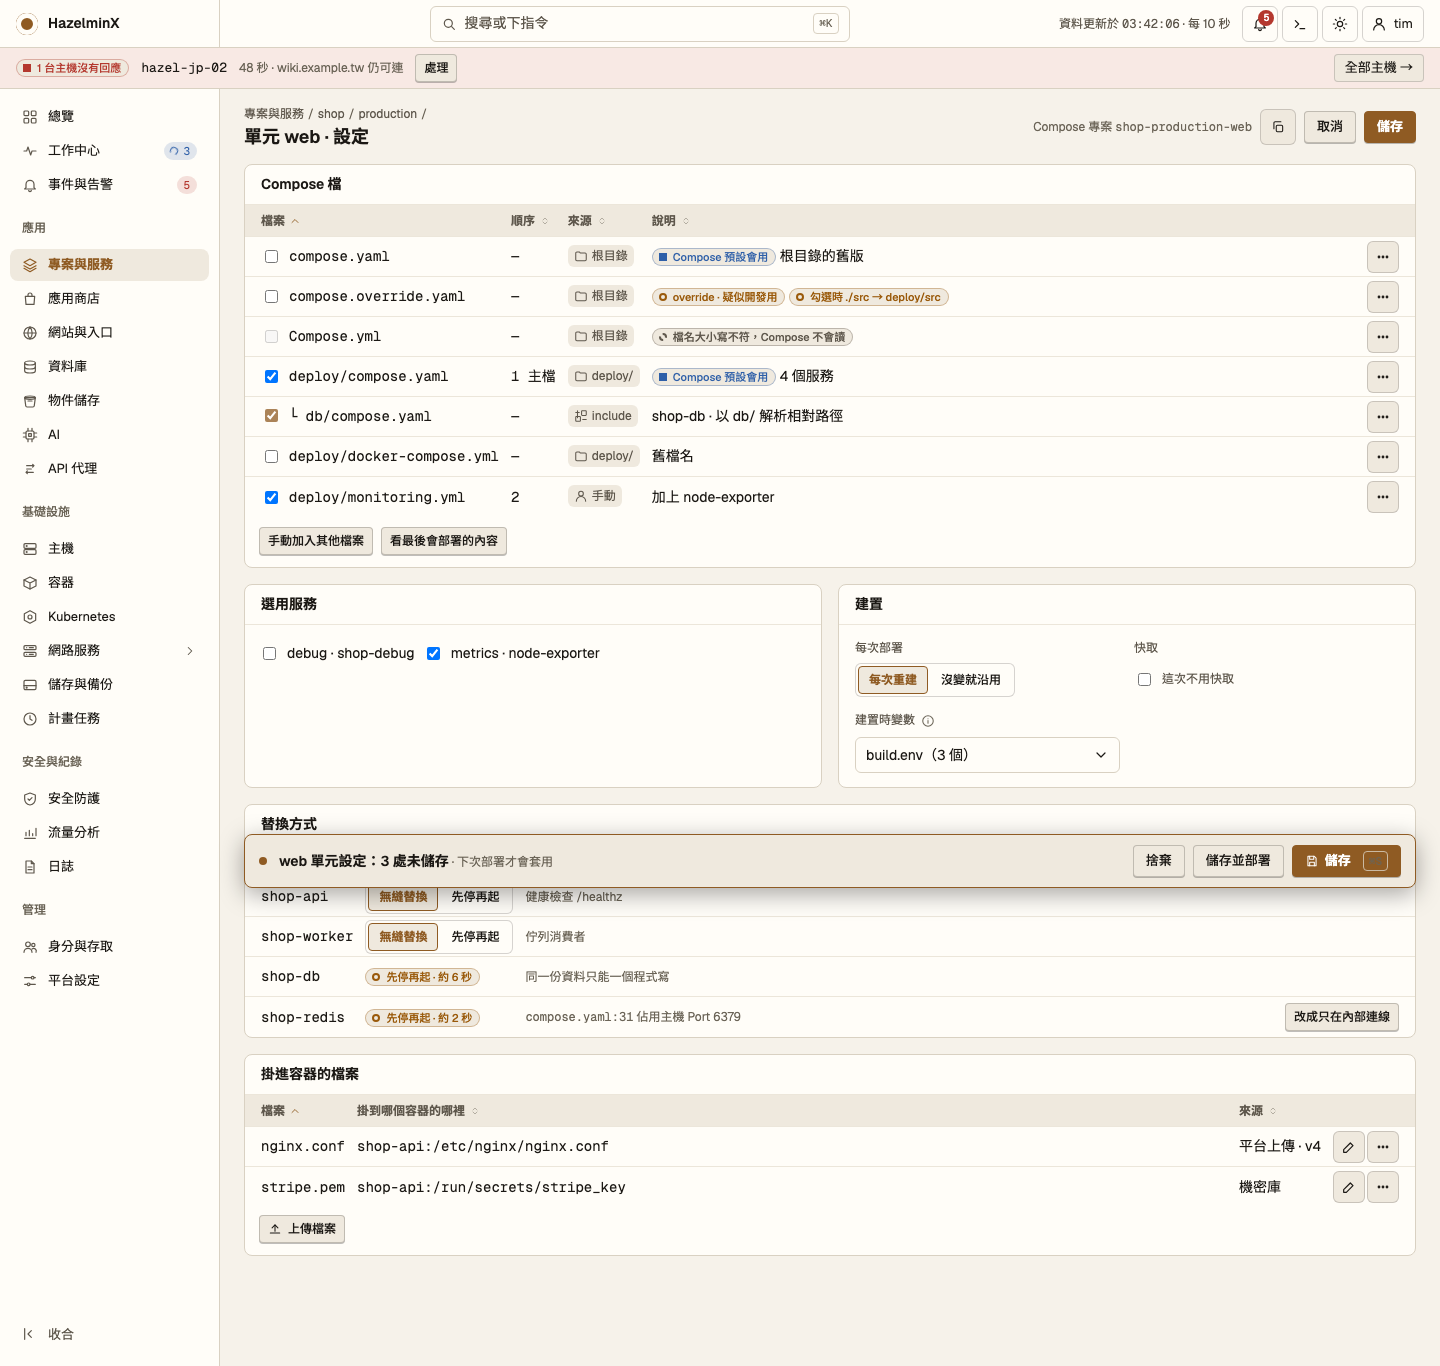 HazelminX
搜尋或下指令
⌘K
資料更新於 03:42:06 · 每 10 秒
5
tim
1 台主機沒有回應 hazel-jp-02 48 秒 · wiki.example.tw 仍可連 處理
全部主機 →
總覽
工作中心 3
事件與告警 5
應用
專案與服務
應用商店
網站與入口
資料庫
物件儲存
AI
API 代理
基礎設施
主機
容器
Kubernetes
網路服務
儲存與備份
計畫任務
安全與紀錄
安全防護
流量分析
日誌
管理
身分與存取
平台設定
收合
專案與服務 / shop / production /
單元 web · 設定
Compose 專案 shop-production-web
取消
儲存
Compose 檔
檔案 順序 來源 說明
compose.yaml — 根目錄 Compose 預設會用 根目錄的舊版
compose.override.yaml — 根目錄 override · 疑似開發用 勾選時 ./src → deploy/src
Compose.yml — 根目錄 檔名大小寫不符，Compose 不會讀
deploy/compose.yaml 1 主檔 deploy/ Compose 預設會用 4 個服務
└ db/compose.yaml — include shop-db · 以 db/ 解析相對路徑
deploy/docker-compose.yml — deploy/ 舊檔名
deploy/monitoring.yml 2 手動 加上 node-exporter
手動加入其他檔案 看最後會部署的內容
選用服務
debug · shop-debug metrics · node-exporter
建置
每次部署 快取
每次重建 沒變就沿用 這次不用快取
建置時變數
build.env（3 個）
替換方式
web 單元設定：3 處未儲存 · 下次部署才會套用
捨棄 儲存並部署 儲存
shop-api 無縫替換 先停再起 健康檢查 /healthz
shop-worker 無縫替換 先停再起 佇列消費者
shop-db 先停再起 · 約 6 秒 同一份資料只能一個程式寫
shop-redis 先停再起 · 約 2 秒 compose.yaml:31 佔用主機 Port 6379 改成只在內部連線
掛進容器的檔案
檔案 掛到哪個容器的哪裡 來源
nginx.conf shop-api:/etc/nginx/nginx.conf 平台上傳 · v4
stripe.pem shop-api:/run/secrets/stripe_key 機密庫
上傳檔案